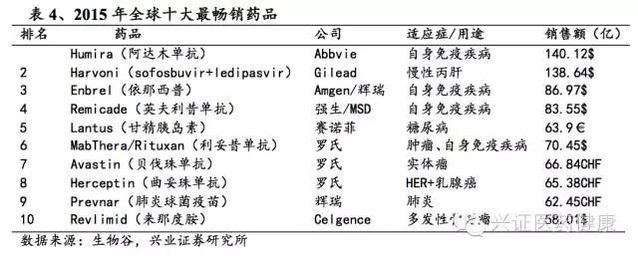 表 4、2015 年全球十大最畅销药品
排名 药品 公司 适应症/用途 销售额（亿）
Humira（阿达木单抗） Abbvie 自身免疫疾病 140.12$
2 Harvoni（sofosbuvir+ledipasvir） Gilead 慢性丙肝 138.64$
3 Enbrel（依那西普） Amgen/辉瑞 自身免疫疾病 86.97$
4 Remicade（英夫利昔单抗） 强生/MSD 自身免疫疾病 83.55$
5 Lantus（甘精胰岛素） 赛诺菲 糖尿病 63.9€
6 MabThera/Rituxan（利妥昔单抗） 罗氏 肿瘤、自身免疫疾病 70.45$
7 Avastin（贝伐珠单抗） 罗氏 实体瘤 66.84CHF
8 Herceptin（曲妥珠单抗） 罗氏 HER+乳腺癌 65.38CHF
9 Prevnar（肺炎球菌疫苗） 辉瑞 肺炎 62.45CHF
10 Revlimid（来那度胺） Celgence 多发性骨髓瘤 58.01$
数据来源：生物谷，兴业证券研究所
兴证医药健康